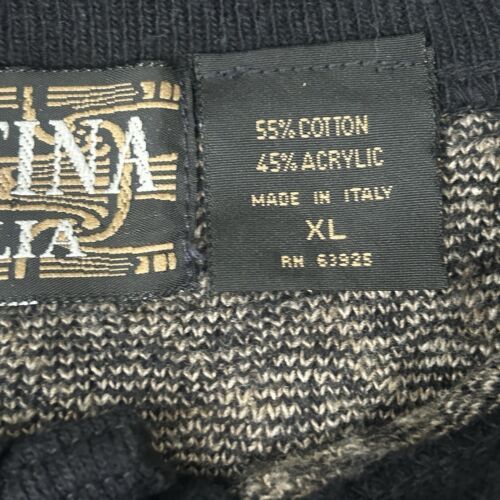 TINA
LIA
55% COTTON
45% ACRYLIC
MADE IN ITALY
XL
RN 63925